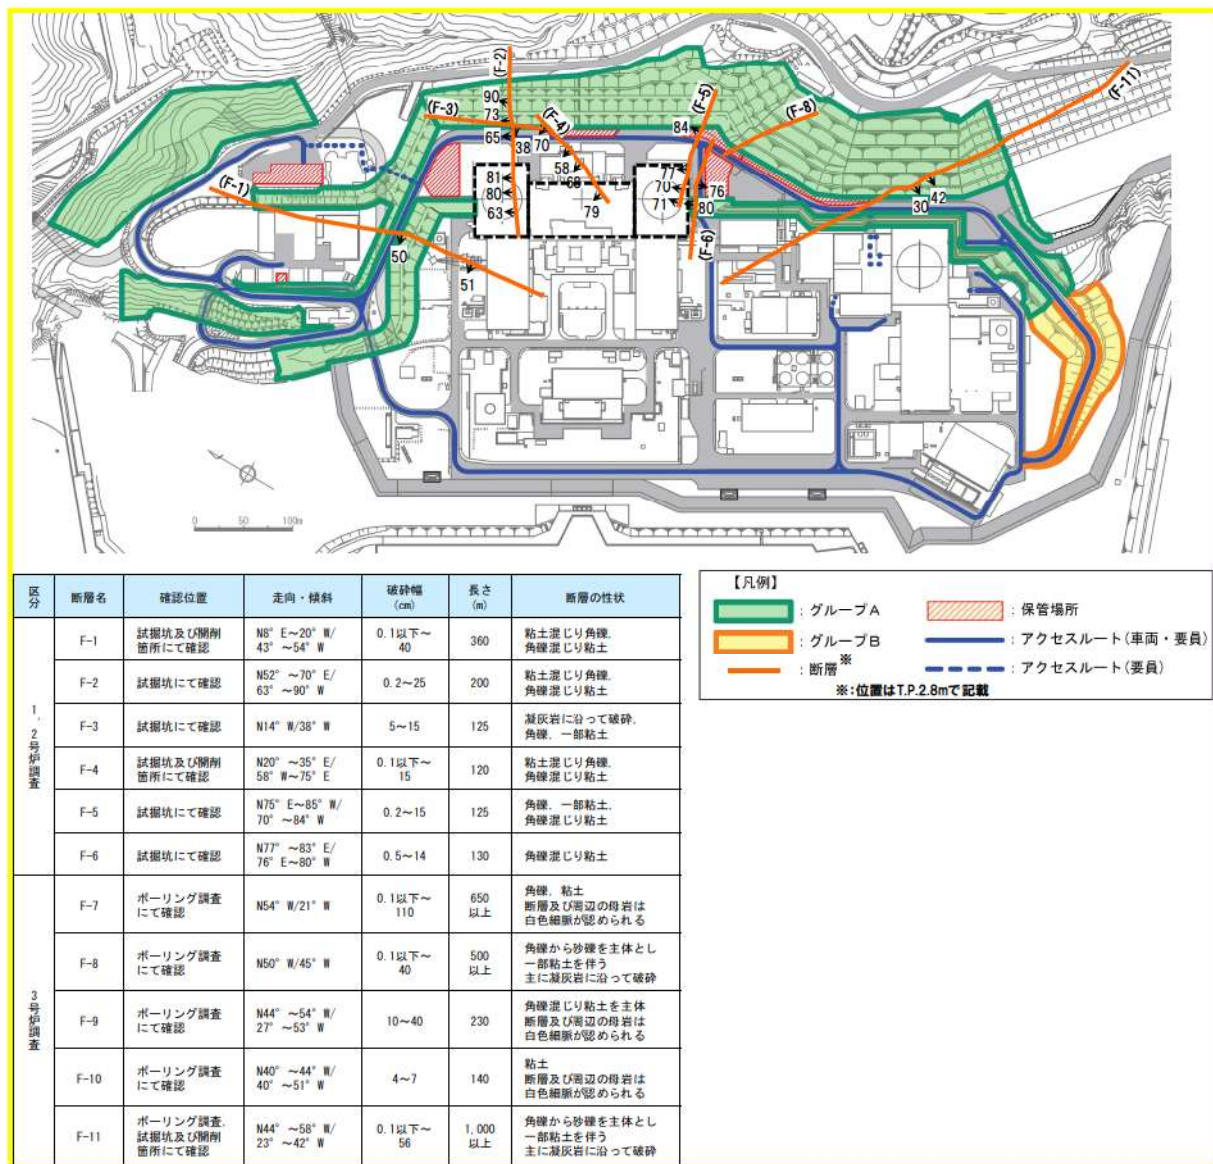 (F-2)
90
73
(F-3)
65
38
70
(F-4)
58
68
(F-5)
84
(F-8)
(F-11)
(F-1)
81
80
63
79
77
70
71
76
80
(F-6)
30
42
50
51
0 50 100m
区分 断層名 確認位置 走向・傾斜 破砕幅(cm) 長さ(m) 断層の性状
1,2号炉調査
F-1 試掘坑及び開削箇所にて確認 N8° E～20° W/43° ～54° W 0.1以下～40 360 粘土混じり角礫,角礫混じり粘土
F-2 試掘坑にて確認 N52° ～70° E/63° ～90° W 0.2～25 200 粘土混じり角礫,角礫混じり粘土
F-3 試掘坑にて確認 N14° W/38° W 5～15 125 凝灰岩に沿って破砕,角礫,一部粘土
F-4 試掘坑及び開削箇所にて確認 N20° ～35° E/58° W～75° E 0.1以下～15 120 粘土混じり角礫,角礫混じり粘土
F-5 試掘坑にて確認 N75° E～85° W/70° ～84° W 0.2～15 125 角礫,一部粘土,角礫混じり粘土
F-6 試掘坑にて確認 N77° ～83° E/76° E～80° W 0.5～14 130 角礫混じり粘土
3号炉調査
F-7 ボーリング調査にて確認 N54° W/21° W 0.1以下～110 650以上 角礫,粘土 断層及び周辺の母岩は白色細脈が認められる
F-8 ボーリング調査にて確認 N50° W/45° W 0.1以下～40 500以上 角礫から砂礫を主体とし一部粘土を伴う 主に凝灰岩に沿って破砕
F-9 ボーリング調査にて確認 N44° ～54° W/27° ～53° W 10～40 230 角礫混じり粘土を主体 断層及び周辺の母岩は白色細脈が認められる
F-10 ボーリング調査にて確認 N40° ～44° W/40° ～51° W 4～7 140 粘土 断層及び周辺の母岩は白色細脈が認められる
F-11 ボーリング調査,試掘坑及び開削箇所にて確認 N44° ～58° W/23° ～42° W 0.1以下～56 1,000以上 角礫から砂礫を主体とし一部粘土を伴う 主に凝灰岩に沿って破砕
【凡例】
：グループA
：グループB
：断層※
：保管場所
：アクセスルート(車両・要員)
：アクセスルート(要員)
※:位置はT.P.2.8mで記載